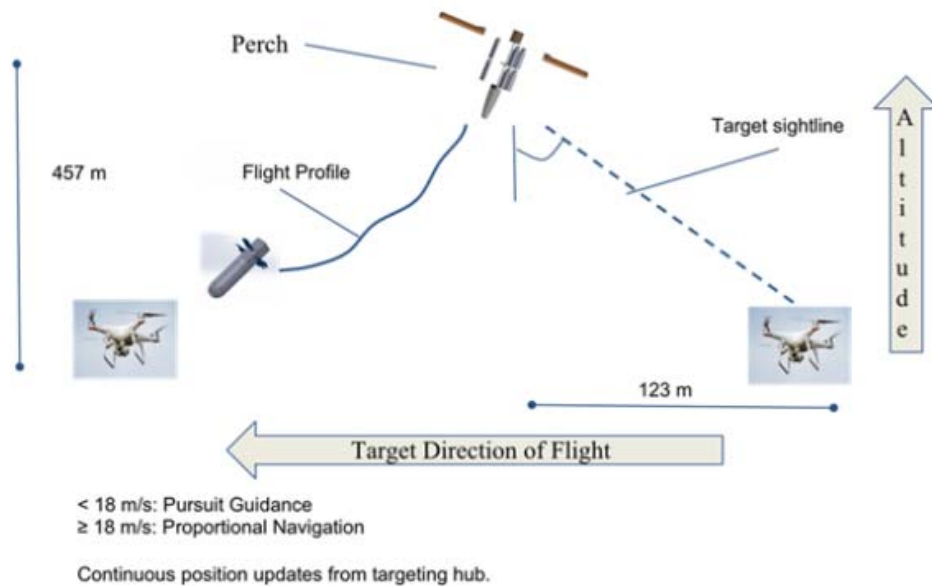 Perch
Target sightline
Altitude
457 m
Flight Profile
123 m
Target Direction of Flight
< 18 m/s: Pursuit Guidance
≥ 18 m/s: Proportional Navigation
Continuous position updates from targeting hub.